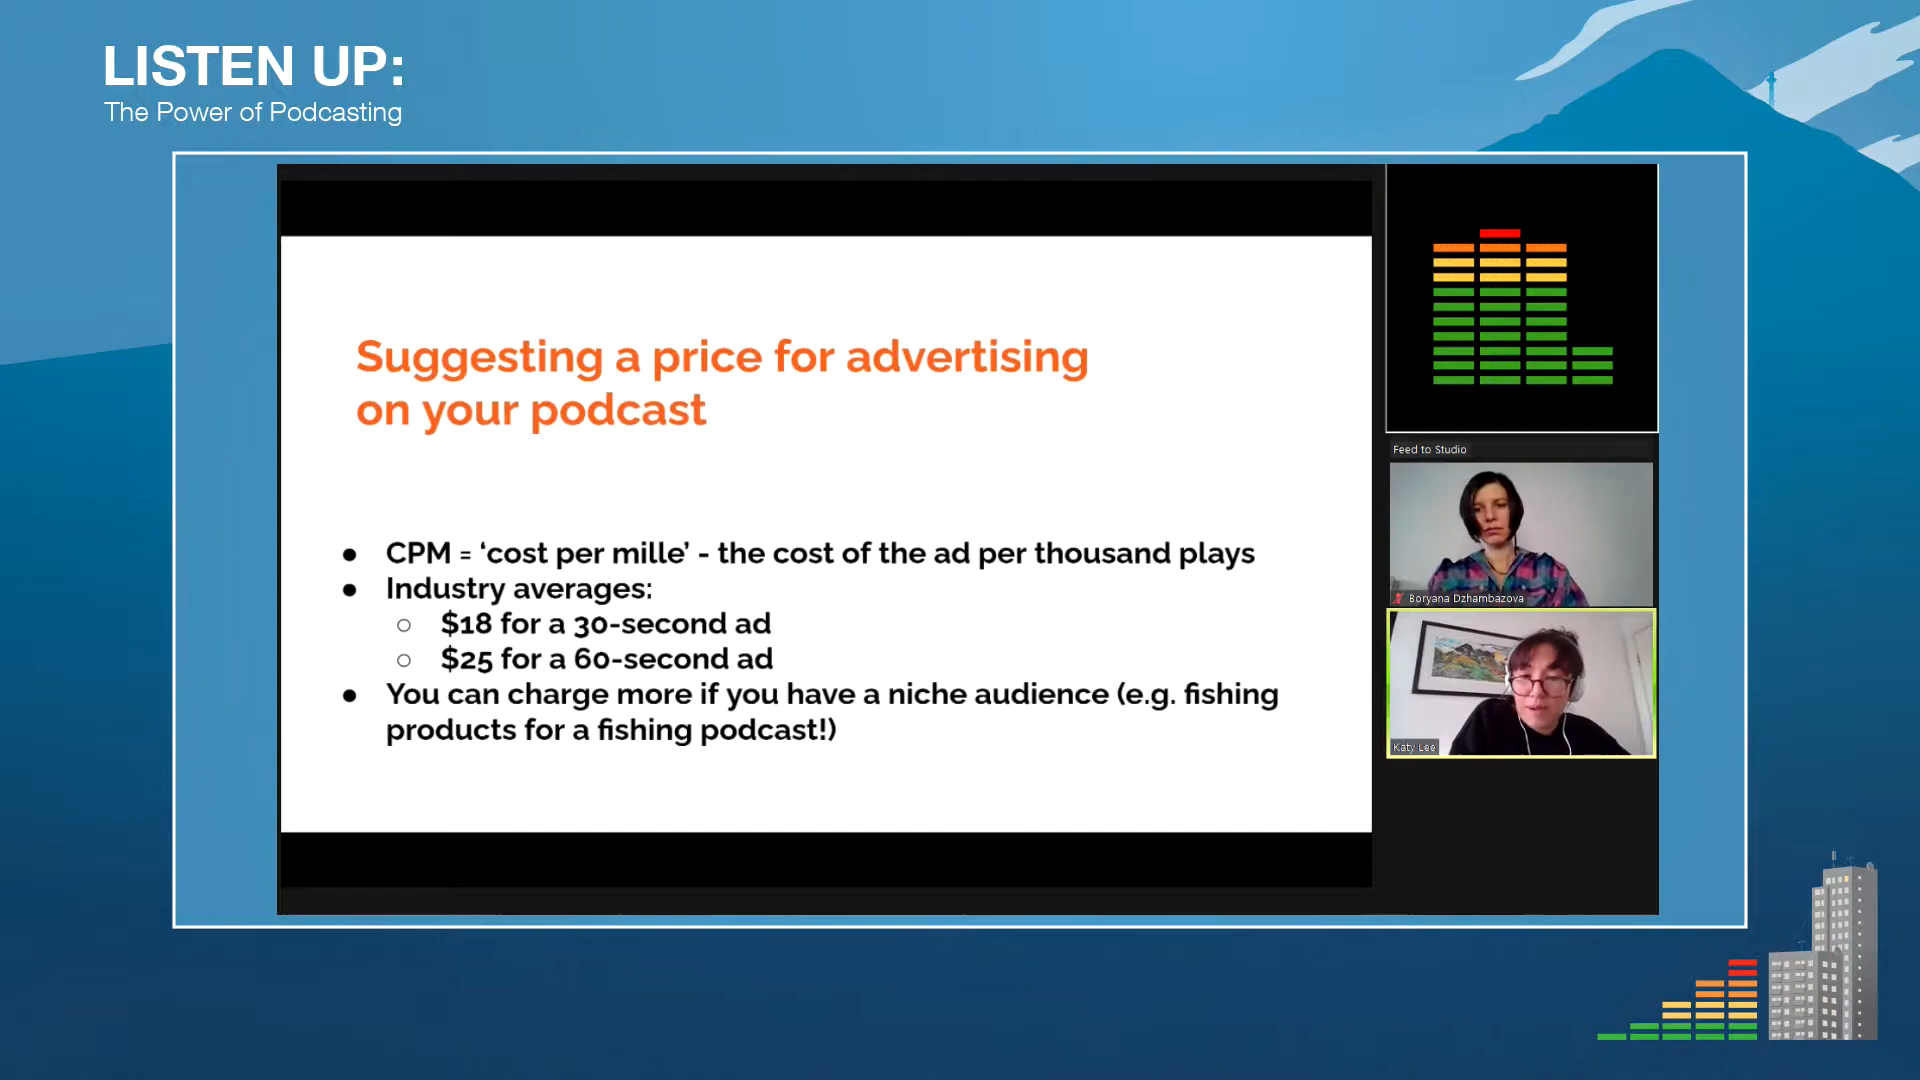 LISTEN UP:
The Power of Podcasting
Suggesting a price for advertising
on your podcast
● CPM = ‘cost per mille’ - the cost of the ad per thousand plays
● Industry averages:
○ $18 for a 30-second ad
○ $25 for a 60-second ad
● You can charge more if you have a niche audience (e.g. fishing
products for a fishing podcast!)
Feed to Studio
Boryana Dzhambazova
Katy Lee